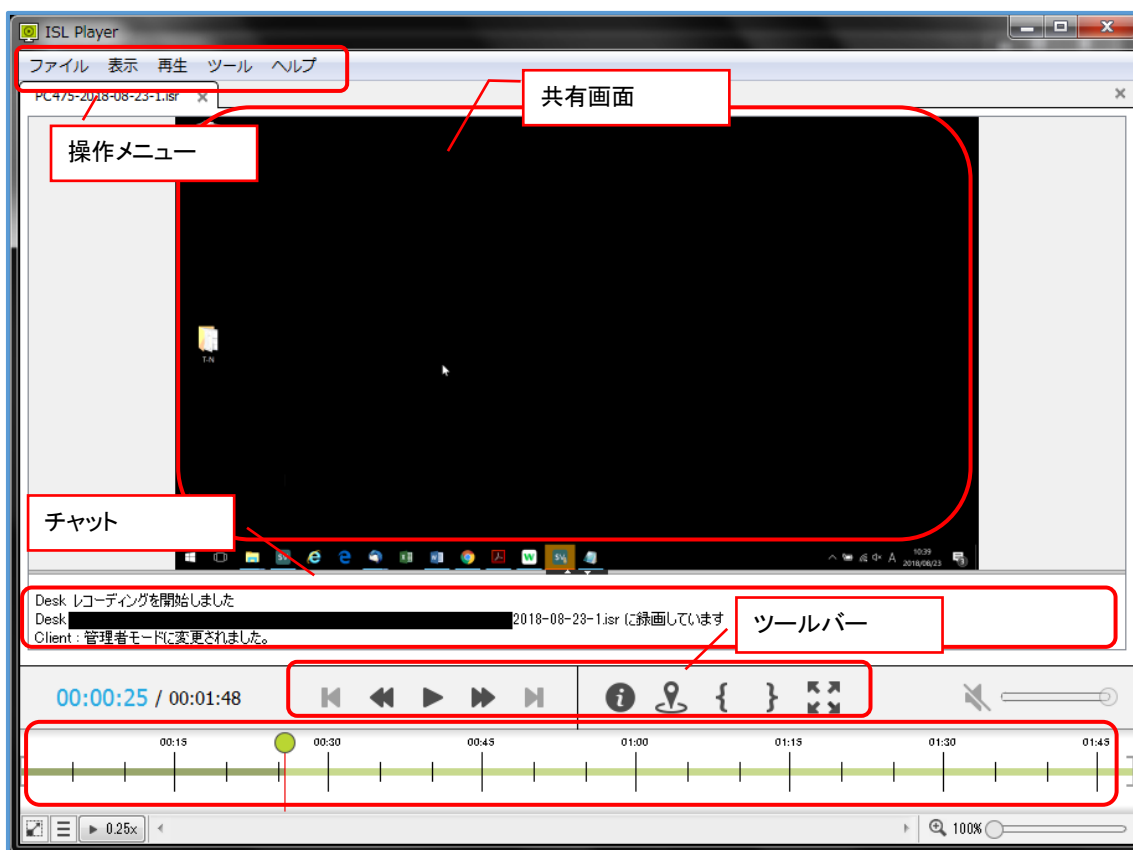 ISL Player
ファイル 表示 再生 ツール ヘルプ
PC475-2018-08-23-1.isr
共有画面
操作メニュー
T-N
チャット
10:39
2018/08/23
Desk レコーディングを開始しました
Desk 2018-08-23-1.isr に録画しています
Client : 管理者モードに変更されました。
ツールバー
00:00:25 / 00:01:48
00:15 00:30 00:45 01:00 01:15 01:30 01:45
0.25x 100%